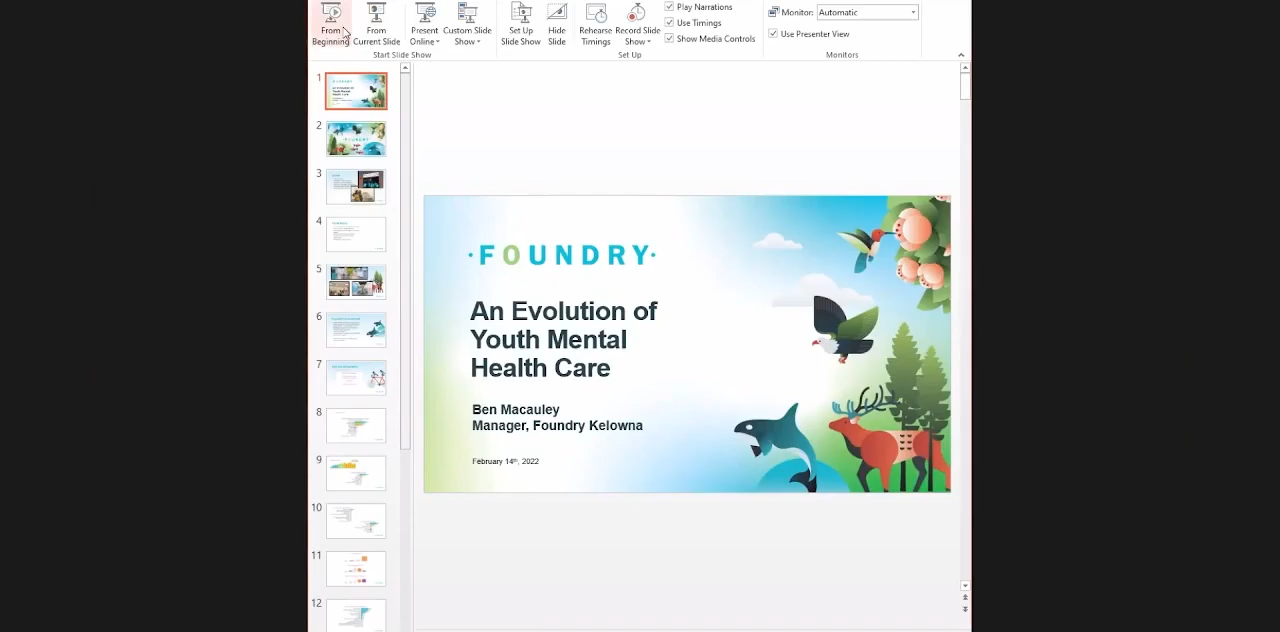 From Beginning
From Current Slide
Present Online
Custom Slide Show
Set Up Slide Show
Hide Slide
Rehearse Timings
Record Slide Show
Play Narrations
Use Timings
Show Media Controls
Monitor: Automatic
Use Presenter View
Start Slide Show
Set Up
Monitors
1
2
3
4
5
6
7
8
9
10
11
12
·FOUNDRY·
An Evolution of
Youth Mental
Health Care
Ben Macauley
Manager, Foundry Kelowna
February 14th, 2022